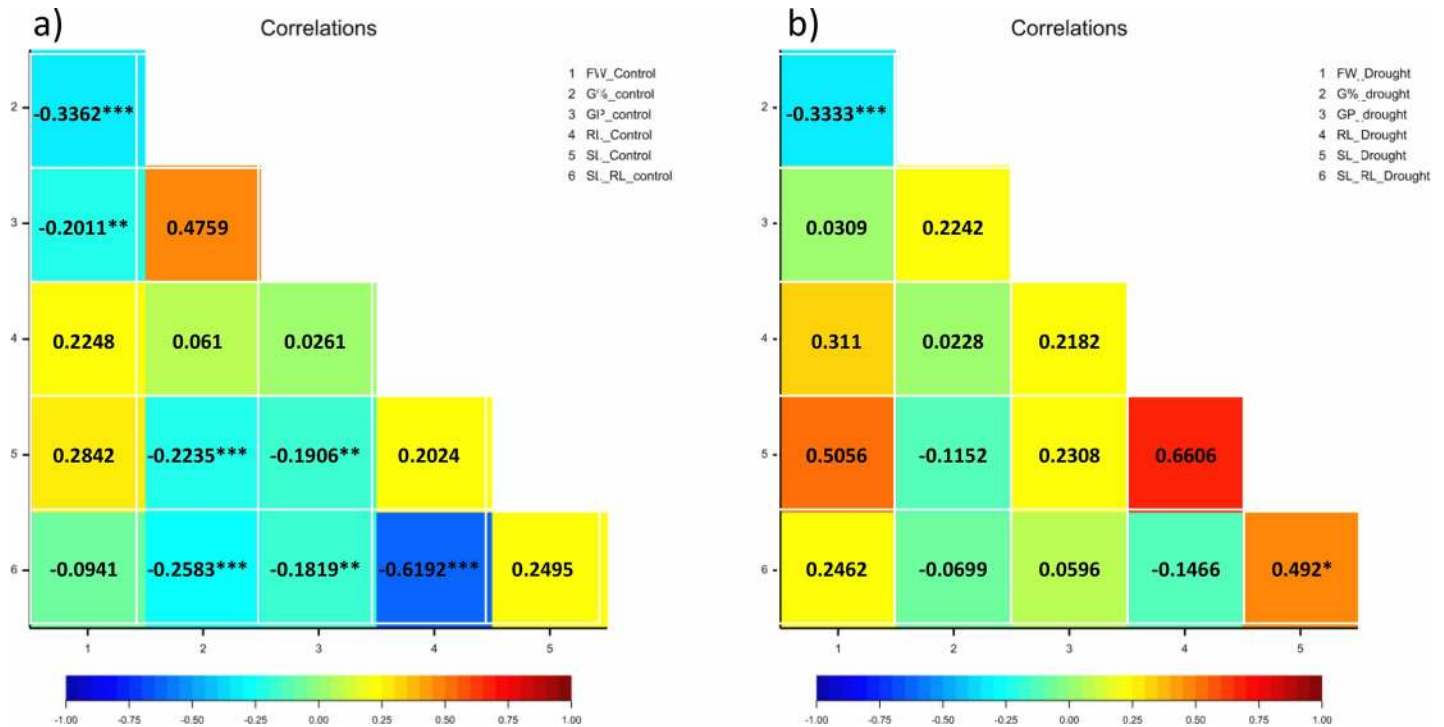 a)
Correlations
1 FW_Control
2 G%_control
3 GP_control
4 RL_Control
5 SL_Control
6 SL_RL_control
2 -0.3362***
3 -0.2011** 0.4759
4 0.2248 0.061 0.0261
5 0.2842 -0.2235*** -0.1906** 0.2024
6 -0.0941 -0.2583*** -0.1819** -0.6192*** 0.2495
1 2 3 4 5
-1.00 -0.75 -0.50 -0.25 0.00 0.25 0.50 0.75 1.00
b)
Correlations
1 FW_Drought
2 G%_drought
3 GP_drought
4 RL_Drought
5 SL_Drought
6 SL_RL_Drought
2 -0.3333***
3 0.0309 0.2242
4 0.311 0.0228 0.2182
5 0.5056 -0.1152 0.2308 0.6606
6 0.2462 -0.0699 0.0596 -0.1466 0.492*
1 2 3 4 5
-1.00 -0.75 -0.50 -0.25 0.00 0.25 0.50 0.75 1.00